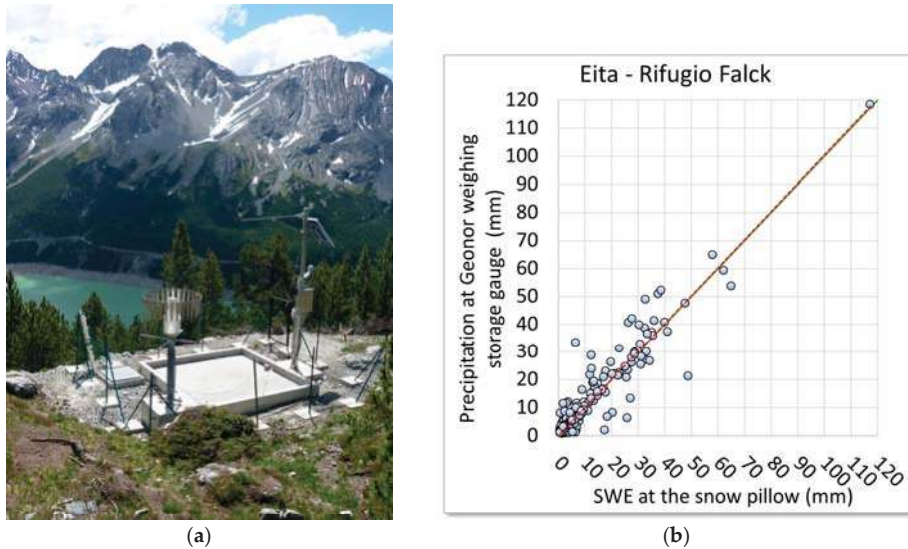 Eita - Rifugio Falck
Precipitation at Geonor weighing
storage gauge (mm)
120
110
100
90
80
70
60
50
40
30
20
10
0
0 10 20 30 40 50 60 70 80 90 100 110 120
SWE at the snow pillow (mm)
(a)
(b)